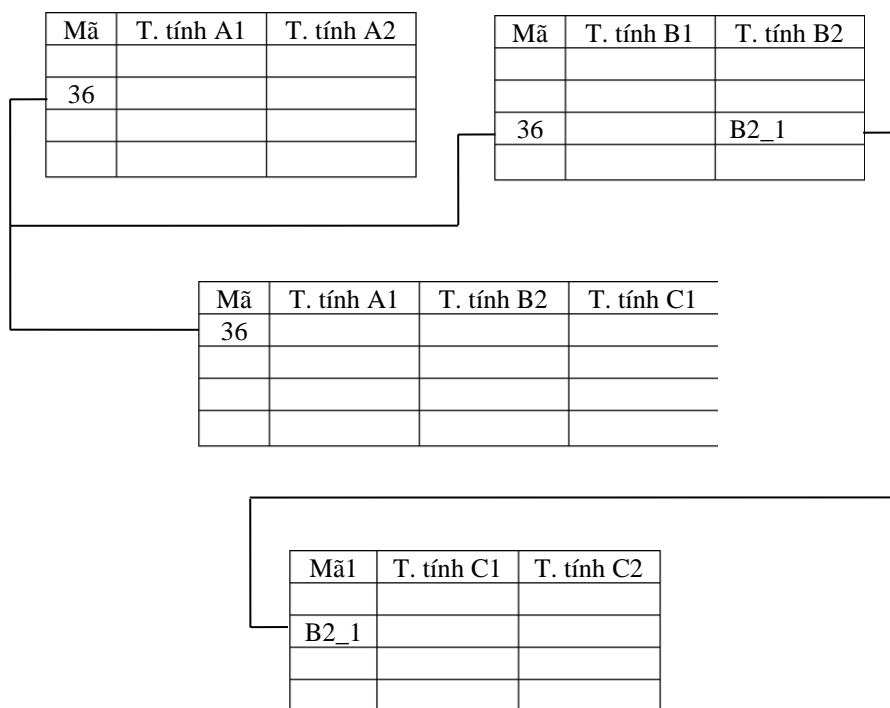 Mã T. tính A1 T. tính A2
36
Mã T. tính B1 T. tính B2
36 B2_1
Mã T. tính A1 T. tính B2 T. tính C1
36
Mã1 T. tính C1 T. tính C2
B2_1